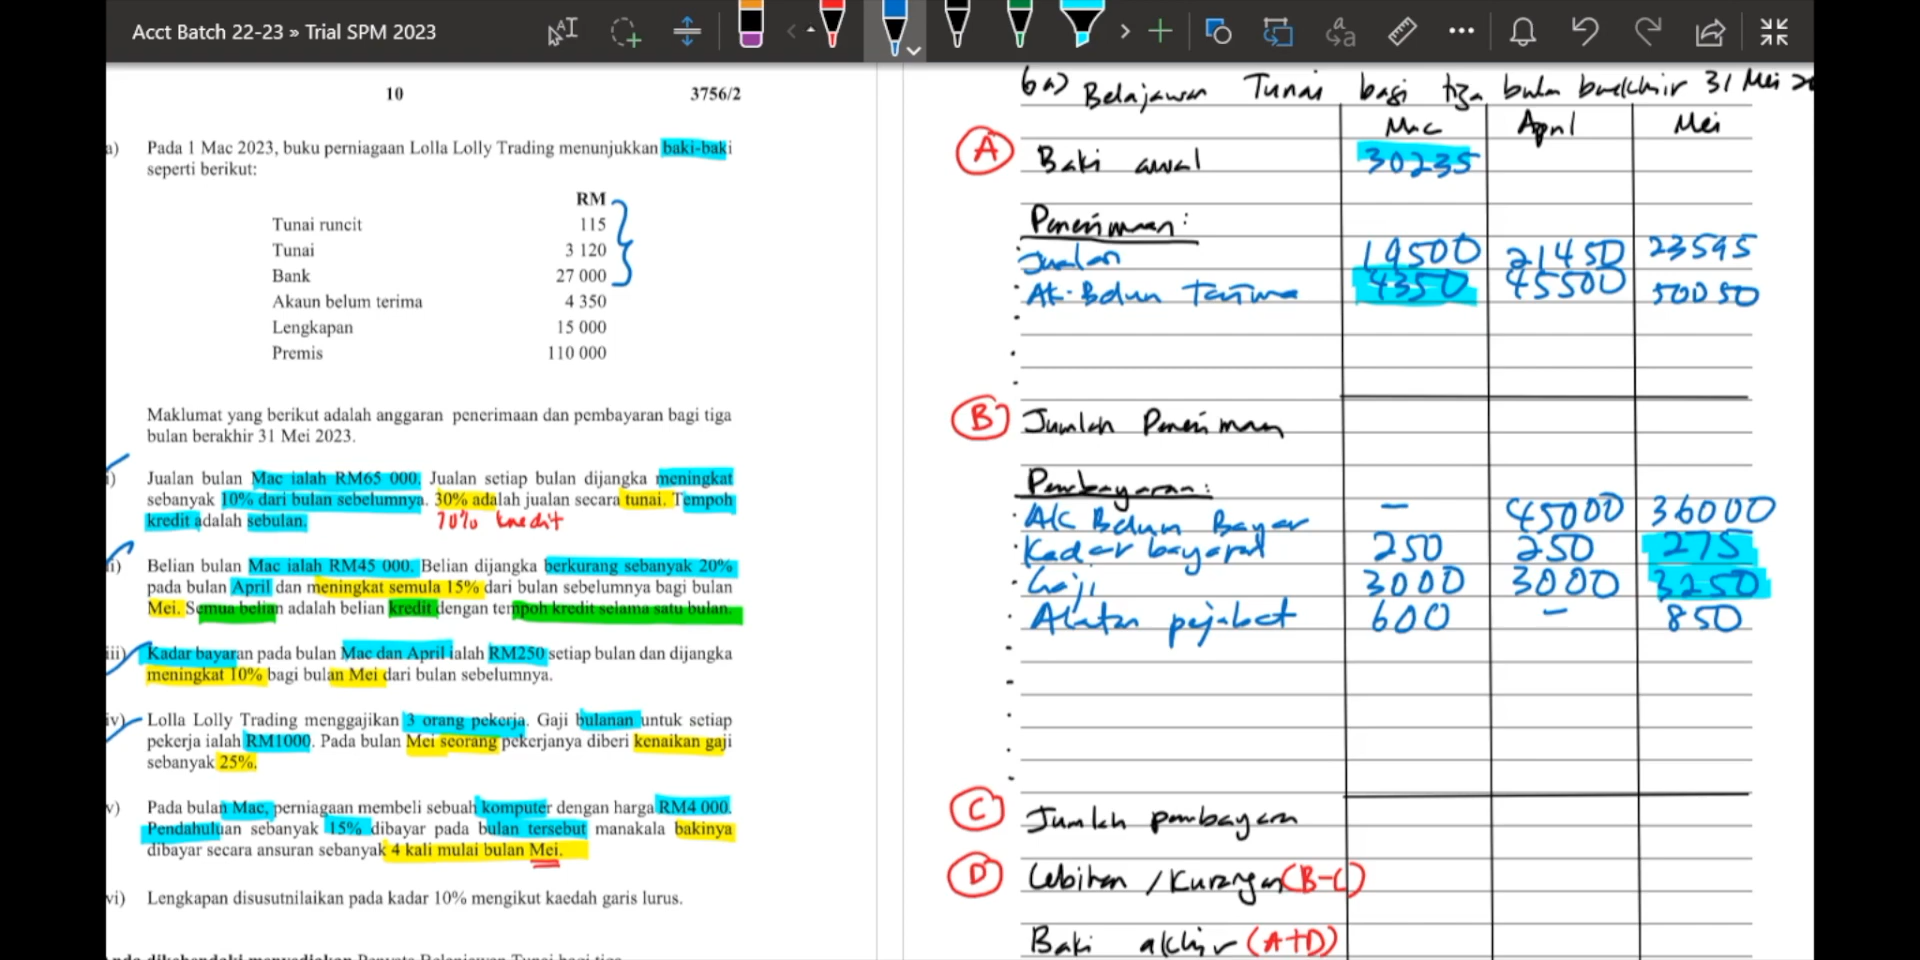 Acct Batch 22-23 » Trial SPM 2023
10 3756/2
a) Pada 1 Mac 2023, buku perniagaan Lolla Lolly Trading menunjukkan baki-baki
seperti berikut:
RM
Tunai runcit 115
Tunai 3 120
Bank 27 000
Akaun belum terima 4 350
Lengkapan 15 000
Premis 110 000
Maklumat yang berikut adalah anggaran penerimaan dan pembayaran bagi tiga
bulan berakhir 31 Mei 2023.
i) Jualan bulan Mac ialah RM65 000. Jualan setiap bulan dijangka meningkat
sebanyak 10% dari bulan sebelumnya. 30% adalah jualan secara tunai. Tempoh
kredit adalah sebulan. 70% kredit
ii) Belian bulan Mac ialah RM45 000. Belian dijangka berkurang sebanyak 20%
pada bulan April dan meningkat semula 15% dari bulan sebelumnya bagi bulan
Mei. Semua belian adalah belian kredit dengan tempoh kredit selama satu bulan.
iii) Kadar bayaran pada bulan Mac dan April ialah RM250 setiap bulan dan dijangka
meningkat 10% bagi bulan Mei dari bulan sebelumnya.
iv) Lolla Lolly Trading menggajikan 3 orang pekerja. Gaji bulanan untuk setiap
pekerja ialah RM1000. Pada bulan Mei seorang pekerjanya diberi kenaikan gaji
sebanyak 25%.
v) Pada bulan Mac, perniagaan membeli sebuah komputer dengan harga RM4 000.
Pendahuluan sebanyak 15% dibayar pada bulan tersebut manakala bakinya
dibayar secara ansuran sebanyak 4 kali mulai bulan Mei.
vi) Lengkapan disusutnilaikan pada kadar 10% mengikut kaedah garis lurus.
6a) Belajawan Tunai bagi tiga bulan berakhir 31 Mei 20
Mac April Mei
A Baki awal 30235
Penerimaan:
Jualan 19500 21450 23595
Ak. Belum Terima 4350 45500 50050
B Jumlah Penerimaan
Pembayaran:
Ak Belum Bayar – 45000 36000
Kadar bayaran 250 250 275
Gaji 3000 3000 3250
Alatan pejabat 600 – 850
C Jumlah pembayaran
D Lebihan / Kurangan (B-C)
Baki akhir (A+D)